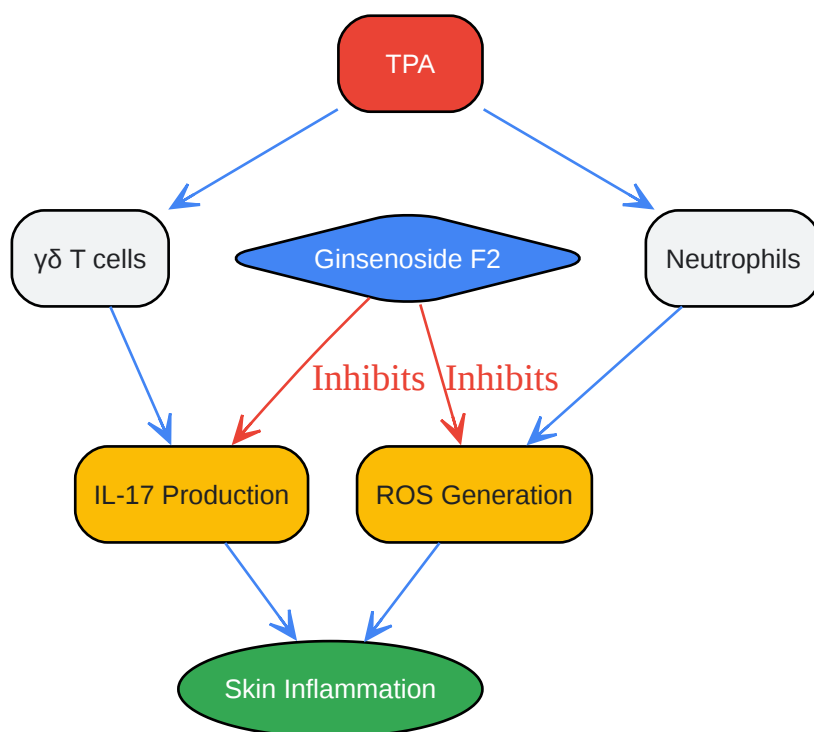 TPA
γδ T cells
Ginsenoside F2
Neutrophils
Inhibits
Inhibits
IL-17 Production
ROS Generation
Skin Inflammation